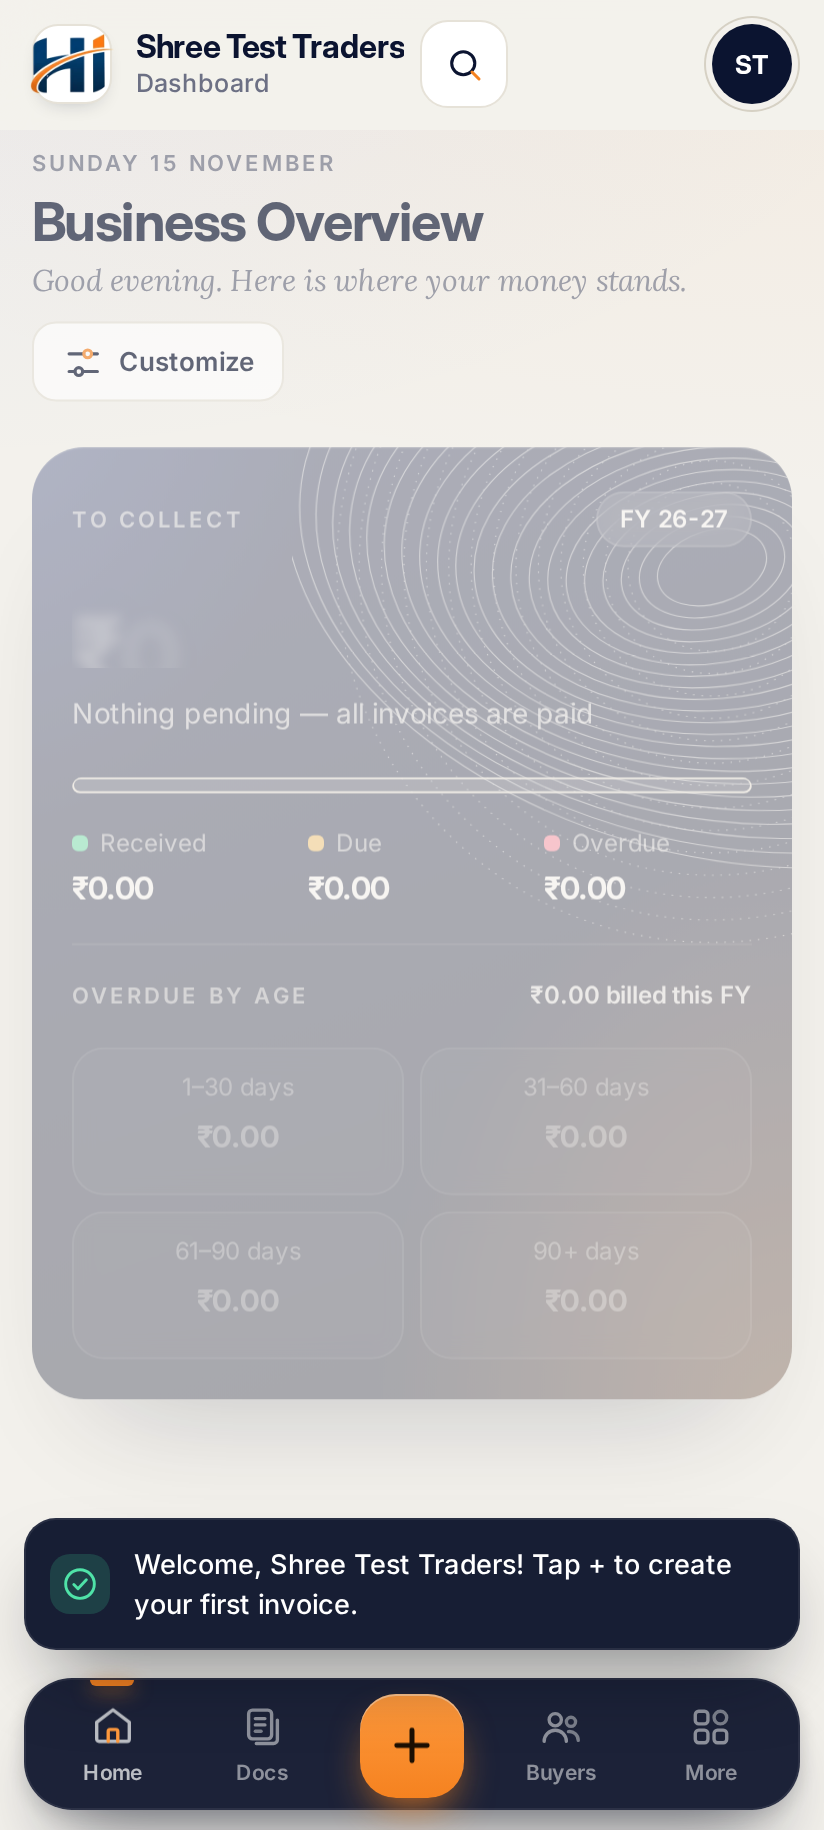 Hi
Shree Test Traders
Dashboard
ST
SUNDAY 15 NOVEMBER
Business Overview
Good evening. Here is where your money stands.
Customize
TO COLLECT
FY 26-27
₹0
Nothing pending — all invoices are paid
Received
Due
Overdue
₹0.00
₹0.00
₹0.00
OVERDUE BY AGE
₹0.00 billed this FY
1–30 days
31–60 days
₹0.00
₹0.00
61–90 days
90+ days
₹0.00
₹0.00
Welcome, Shree Test Traders! Tap + to create
your first invoice.
Home
Docs
Buyers
More